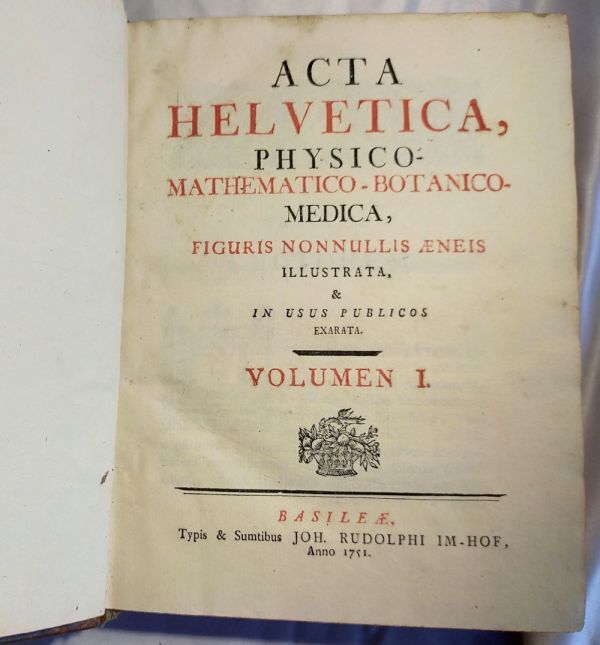 ACTA
HELVETICA,
PHYSICO-
MATHEMATICO-BOTANICO-
MEDICA,
FIGURIS NONNULLIS ÆNEIS
ILLUSTRATA,
&
IN USUS PUBLICOS
EXARATA.
VOLUMEN I.
BASILEÆ.
Typis & Sumtibus JOH. RUDOLPHI IM-HOF,
Anno 1751.